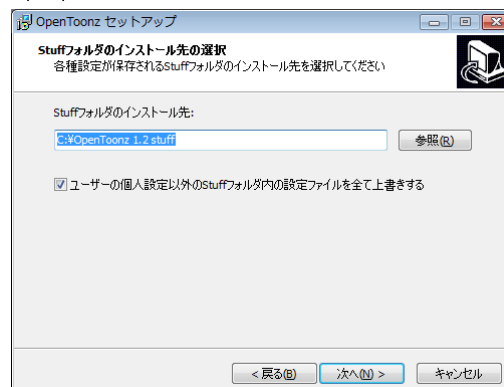 OpenToonz セットアップ
Stuffフォルダのインストール先の選択
各種設定が保存されるStuffフォルダのインストール先を選択してください
Stuffフォルダのインストール先:
C:¥OpenToonz 1.2 stuff
参照(R)
ユーザーの個人設定以外のStuffフォルダ内の設定ファイルを全て上書きする
< 戻る(B)
次へ(N) >
キャンセル